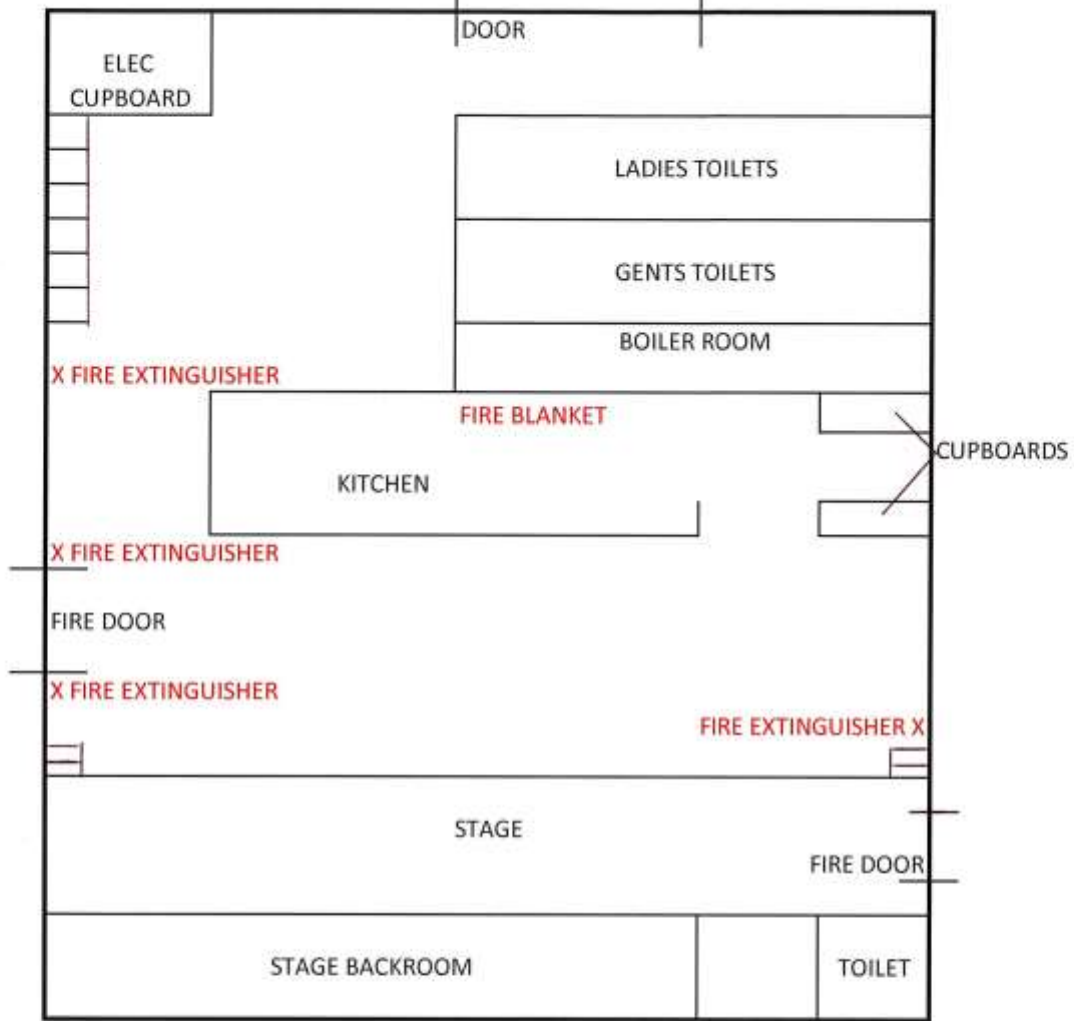 DOOR
ELEC
CUPBOARD
LADIES TOILETS
GENTS TOILETS
BOILER ROOM
X FIRE EXTINGUISHER
FIRE BLANKET
CUPBOARDS
KITCHEN
X FIRE EXTINGUISHER
FIRE DOOR
X FIRE EXTINGUISHER
FIRE EXTINGUISHER X
STAGE
FIRE DOOR
STAGE BACKROOM
TOILET